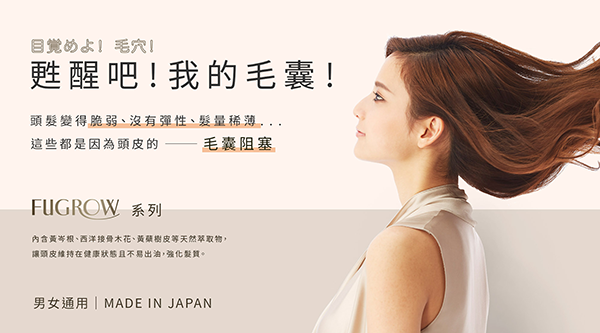 目覚めよ! 毛穴!
甦醒吧!我的毛囊!
頭髮變得脆弱、沒有彈性、髮量稀薄...
這些都是因為頭皮的 —— 毛囊阻塞
FUGROW 系列
內含黃岑根、西洋接骨木花、黃蘗樹皮等天然萃取物,
讓頭皮維持在健康狀態且不易出油,強化髮質。
男女通用|MADE IN JAPAN